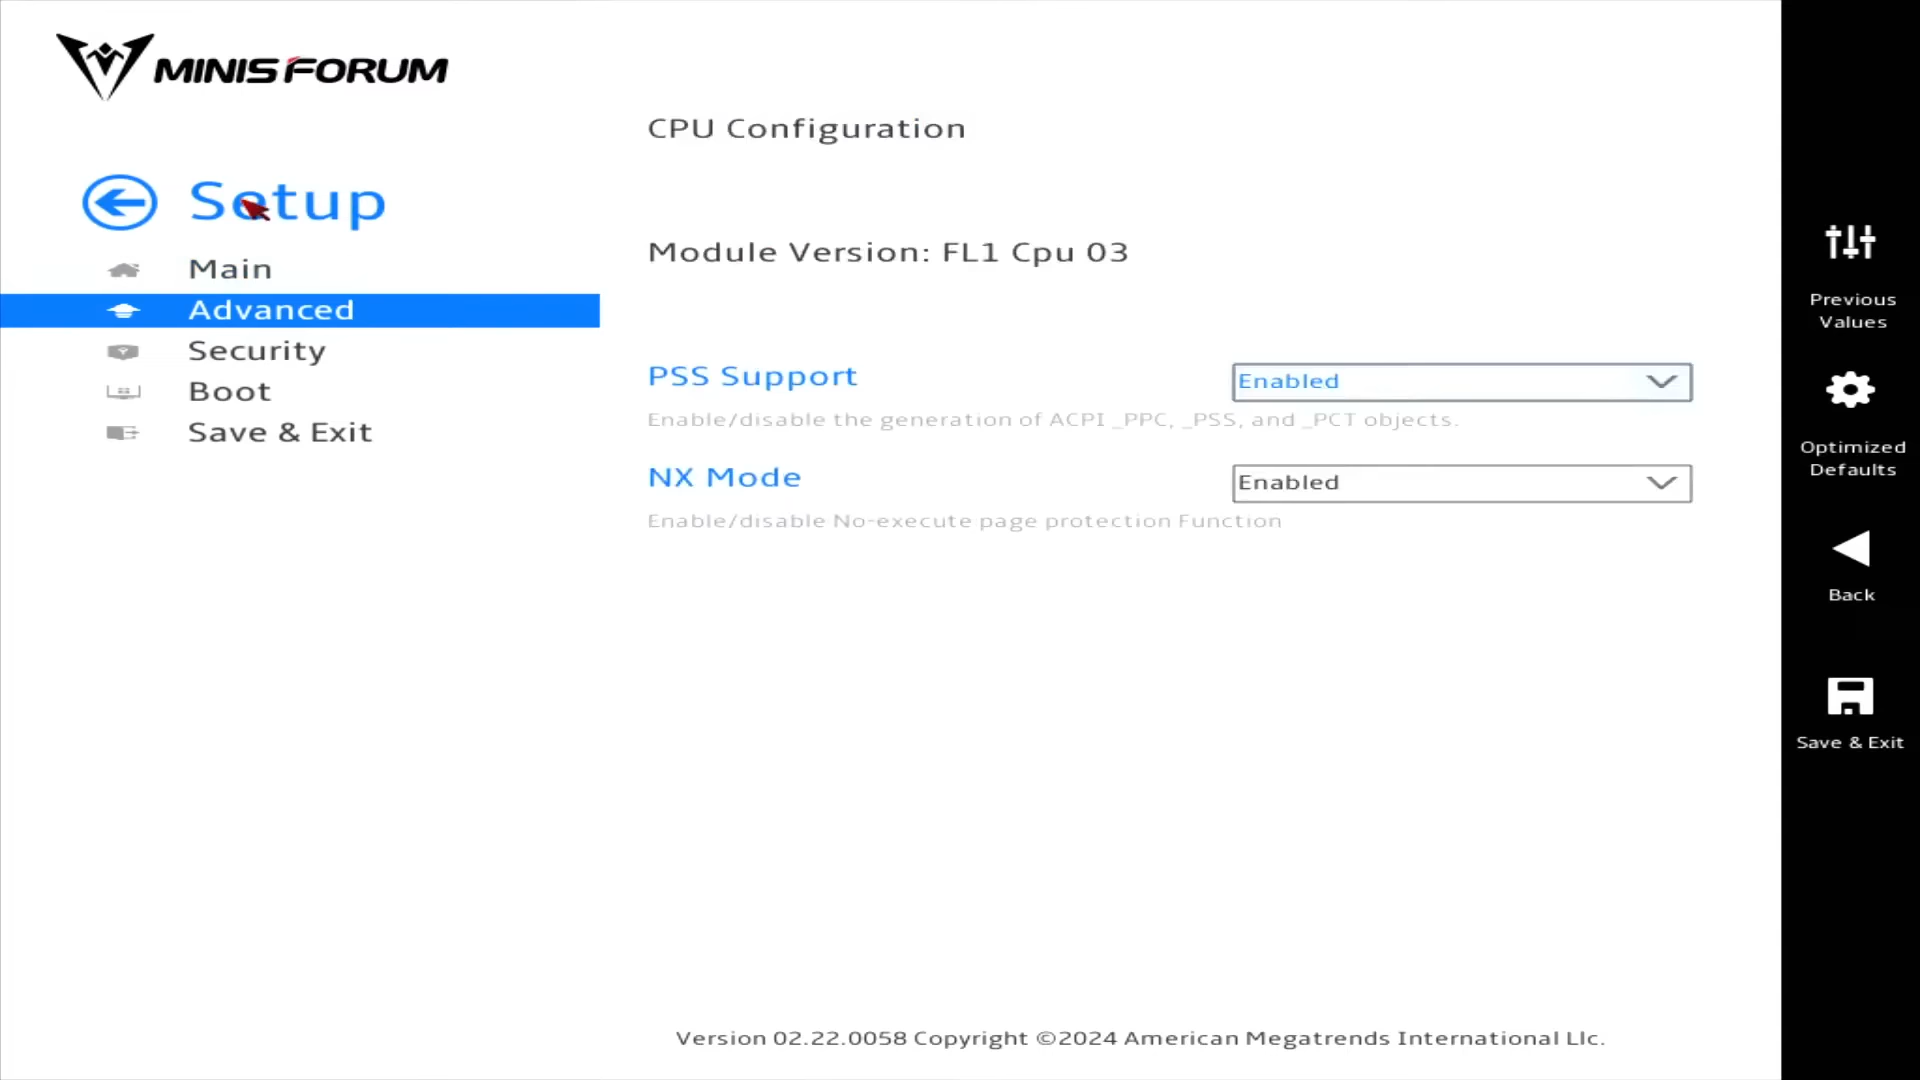 MINISFORUM
CPU Configuration
Setup
Main
Module Version: FL1 Cpu 03
Advanced
Security
Boot
Save & Exit
PSS Support
Enabled
Enable/disable the generation of ACPI _PPC, _PSS, and _PCT objects.
NX Mode
Enabled
Enable/disable No-execute page protection Function
Previous
Values
Optimized
Defaults
Back
Save & Exit
Version 02.22.0058 Copyright ©2024 American Megatrends International Llc.